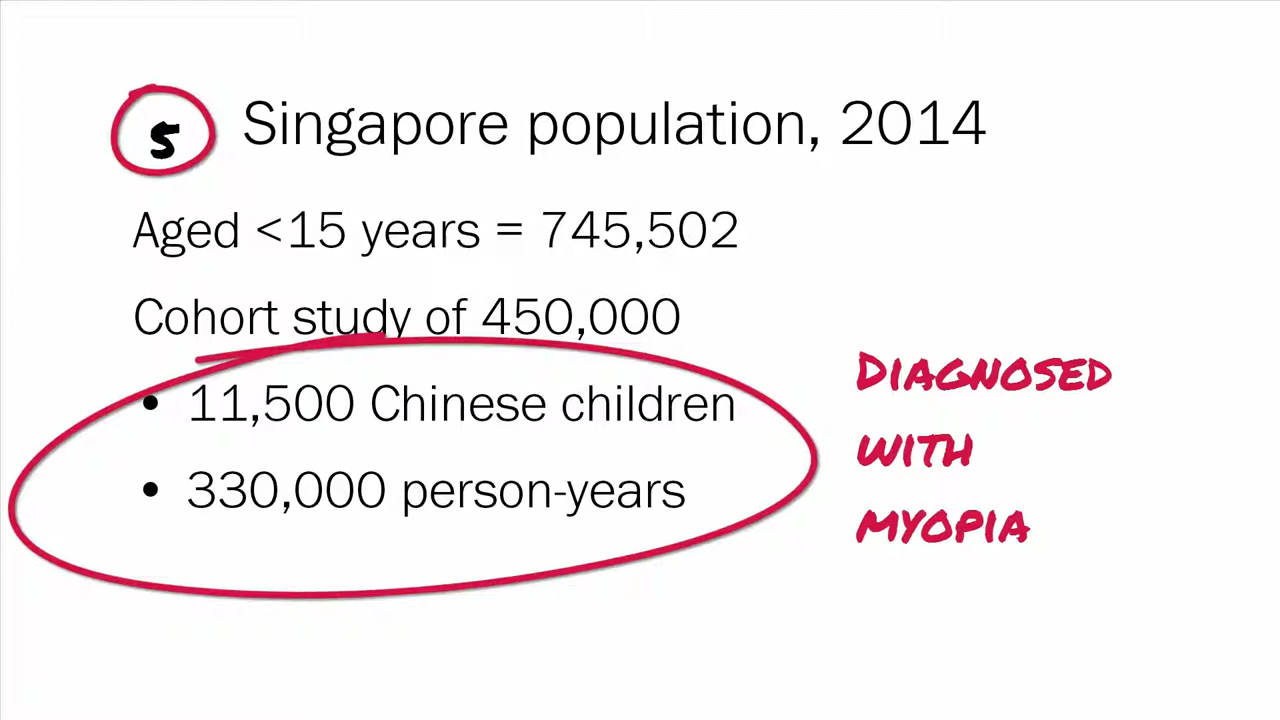 S Singapore population, 2014
Aged <15 years = 745,502
Cohort study of 450,000
• 11,500 Chinese children
• 330,000 person-years
DIAGNOSED
WITH
MYOPIA